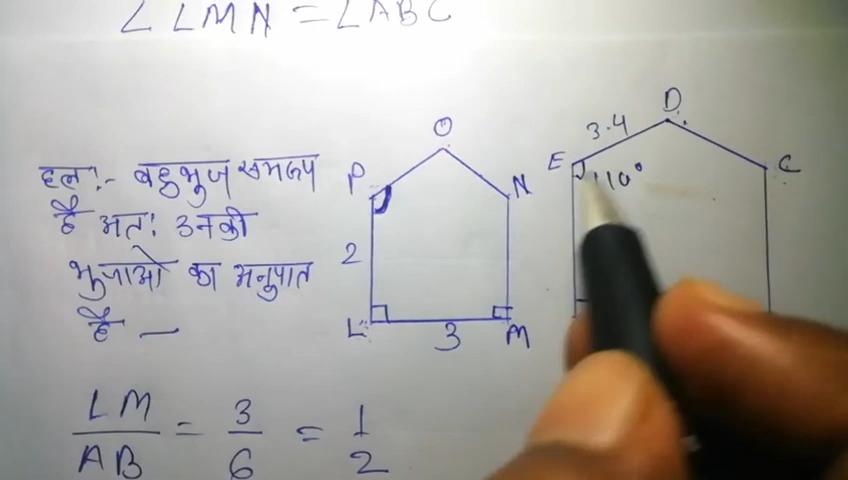 ∠LMN = ∠ABC
हल:- बहुभुज समरूप
है अतः उनकी
भुजाओ का अनुपात
है —
O
P
N
2
L
3
M
D
3.4
E
110°
C
LM/AB = 3/6 = 1/2